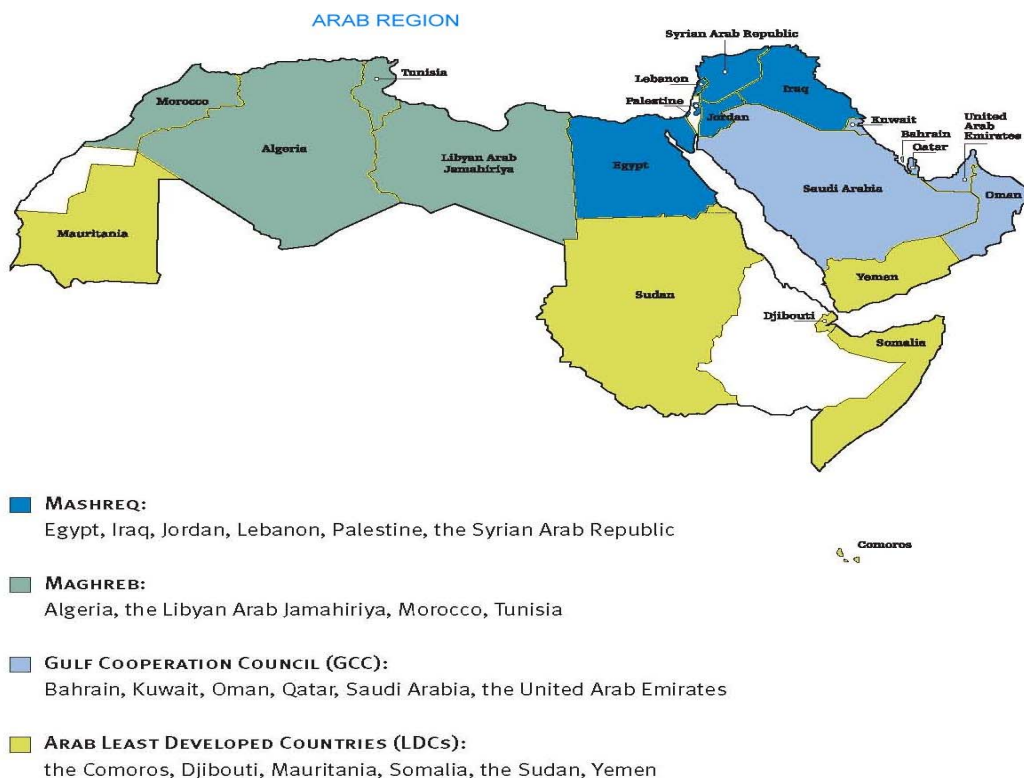 ARAB REGION
Syrian Arab Republic
Tunisia
Lebanon
Iraq
Morocco
Palestine
Jordan
Kuwait
United
Arab
Emirates
Bahrain
Qatar
Algeria
Libyan Arab
Jamahiriya
Egypt
Saudi Arabia
Oman
Mauritania
Sudan
Yemen
Djibouti
Somalia
Comoros
MASHREQ:
Egypt, Iraq, Jordan, Lebanon, Palestine, the Syrian Arab Republic
MAGHREB:
Algeria, the Libyan Arab Jamahiriya, Morocco, Tunisia
GULF COOPERATION COUNCIL (GCC):
Bahrain, Kuwait, Oman, Qatar, Saudi Arabia, the United Arab Emirates
ARAB LEAST DEVELOPED COUNTRIES (LDCs):
the Comoros, Djibouti, Mauritania, Somalia, the Sudan, Yemen